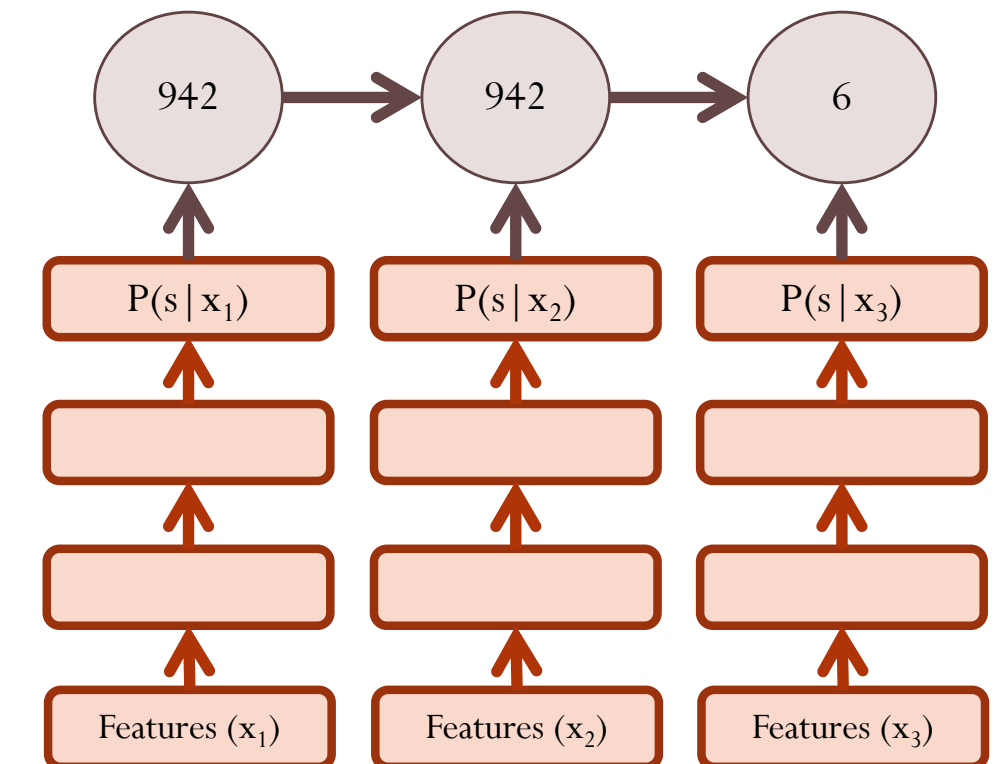 942
942
6
P(s|x₁)
P(s|x₂)
P(s|x₃)
Features (x₁)
Features (x₂)
Features (x₃)